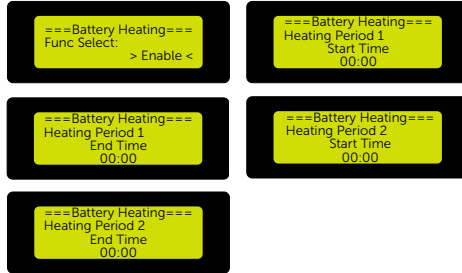 ===Battery Heating===
Func Select:
> Enable <
===Battery Heating===
Heating Period 1
Start Time
00:00
===Battery Heating===
Heating Period 1
End Time
00:00
===Battery Heating===
Heating Period 2
Start Time
00:00
===Battery Heating===
Heating Period 2
End Time
00:00